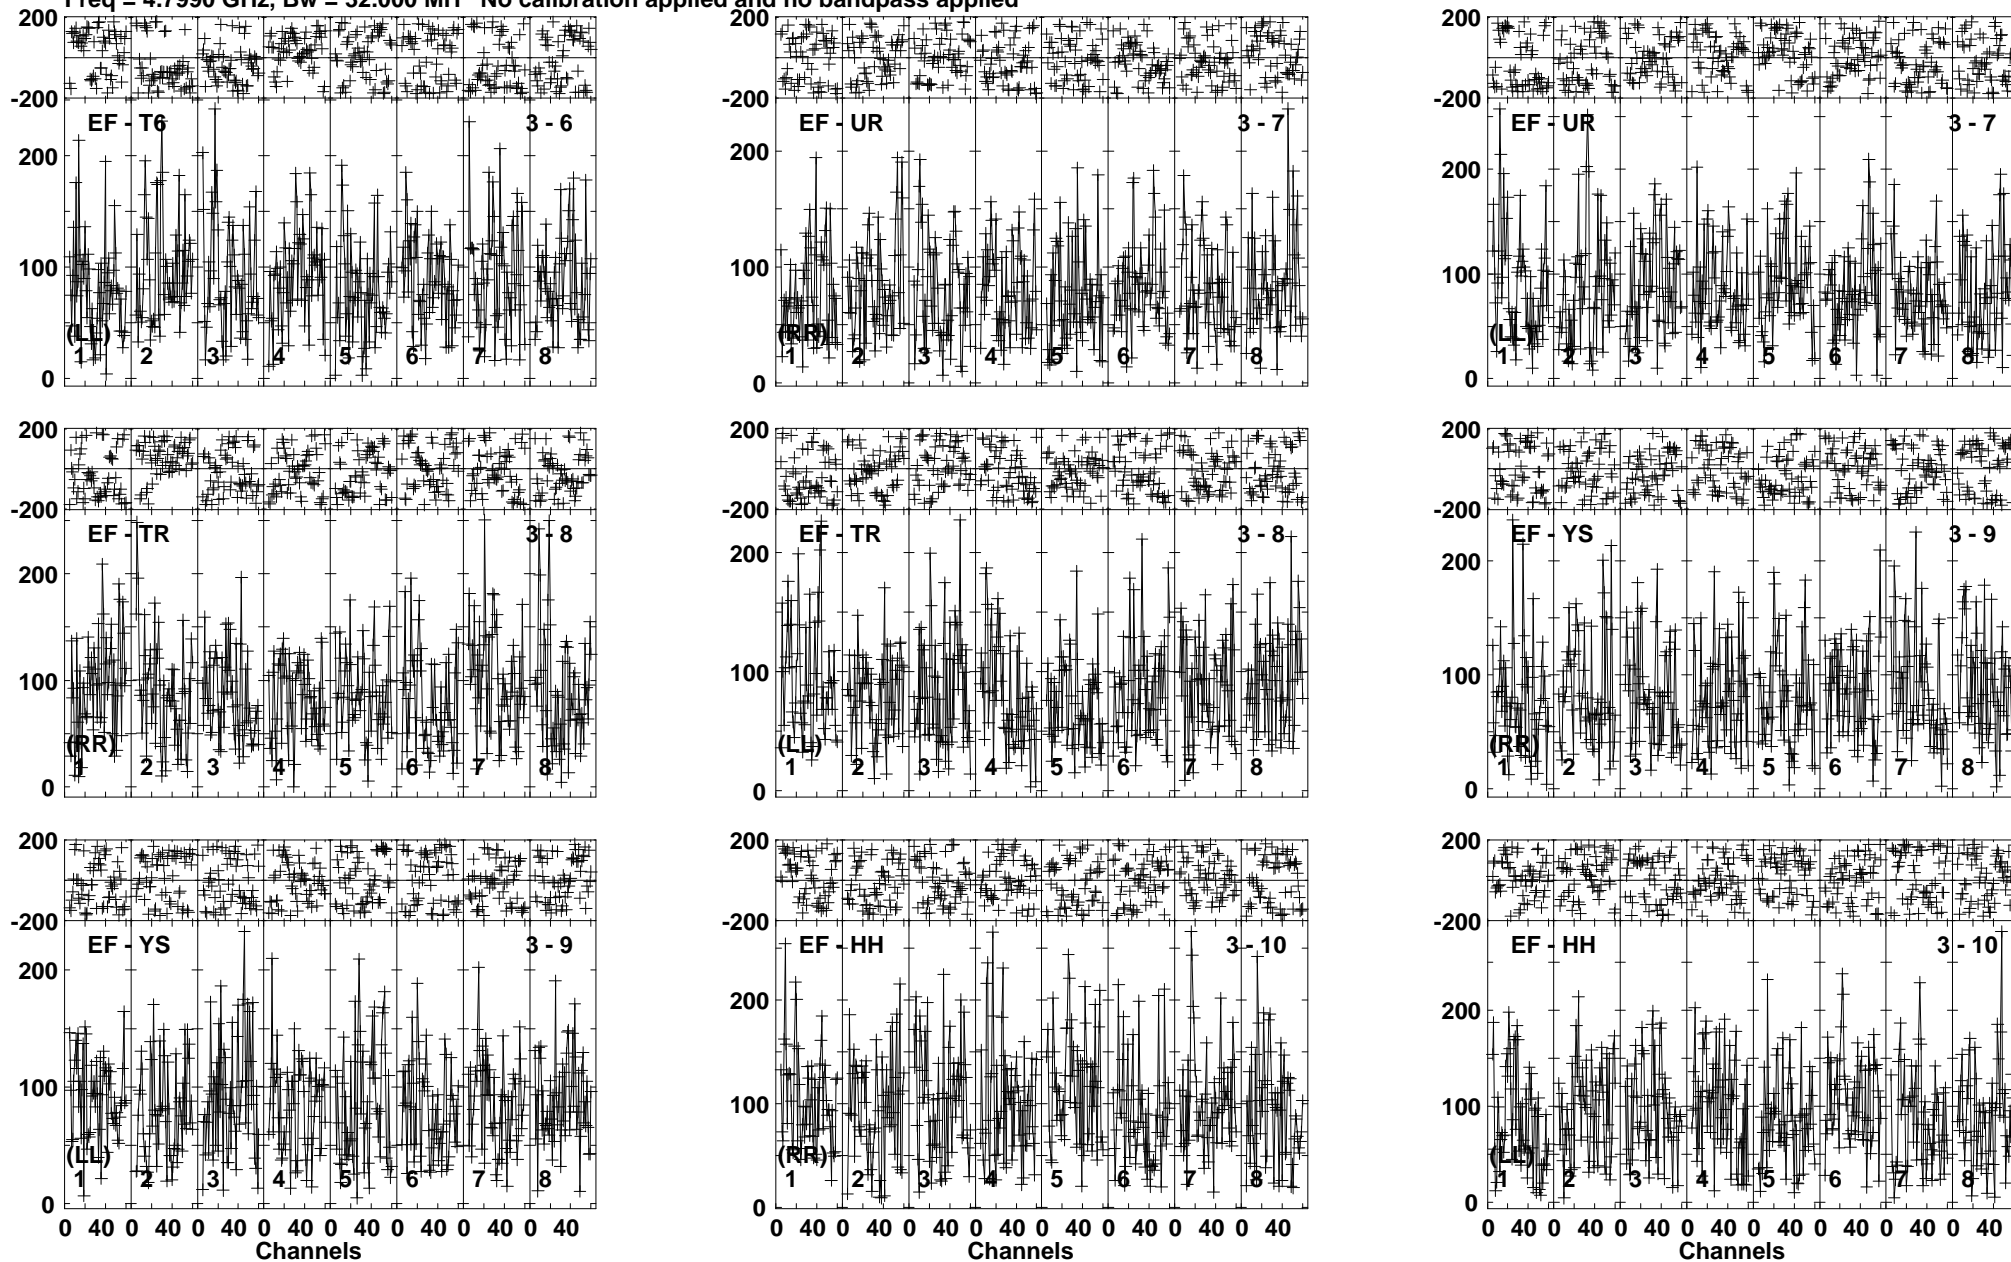 Freq = 4.7990 GHz, Bw = 32.000 MH No calibration applied and no bandpass applied
200 200 200
-200 -200 -200
EF - T6 3 - 6 EF - UR 3 - 7 EF - UR 3 - 7
200 200 200
100 100 100
(LL) (RR) (LL)
1 2 3 4 5 6 7 8 1 2 3 4 5 6 7 8 1 2 3 4 5 6 7 8
0 0 0
200 200 200
-200 -200 -200
EF - TR 3 - 8 EF - TR 3 - 8 EF - YS 3 - 9
200 200 200
100 100 100
(RR) (LL) (RR)
1 2 3 4 5 6 7 8 1 2 3 4 5 6 7 8 1 2 3 4 5 6 7 8
0 0 0
200 200 200
-200 -200 -200
EF - YS 3 - 9 EF - HH 3 - 10 EF - HH 3 - 10
200 200 200
100 100 100
(LL) (RR) (LL)
1 2 3 4 5 6 7 8 1 2 3 4 5 6 7 8 1 2 3 4 5 6 7 8
0 0 0
0 40 0 40 0 40 0 40 0 40 0 40 0 40 0 40 0 40 0 40 0 40 0 40 0 40 0 40 0 40 0 40 0 40 0 40 0 40 0 40 0 40 0 40 0 40 0 40
Channels Channels Channels